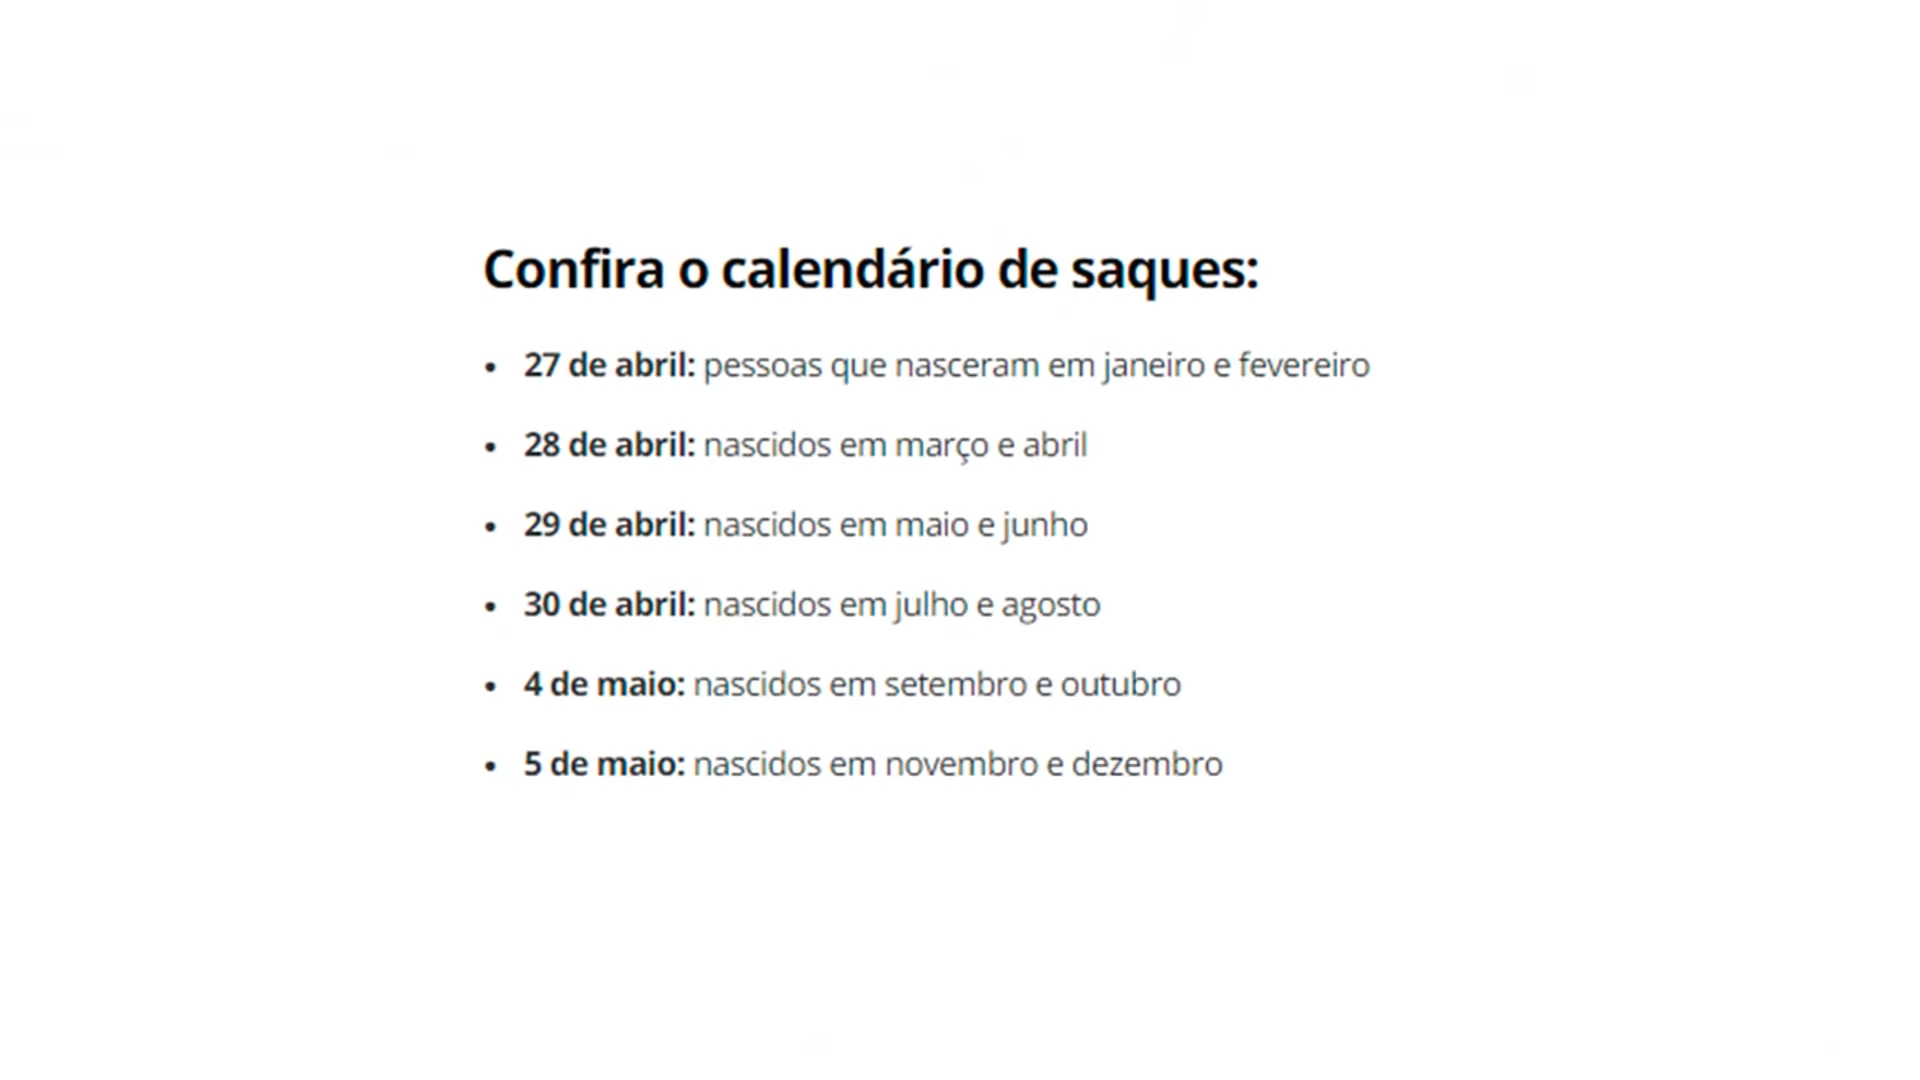 Confira o calendário de saques:
• 27 de abril: pessoas que nasceram em janeiro e fevereiro
• 28 de abril: nascidos em março e abril
• 29 de abril: nascidos em maio e junho
• 30 de abril: nascidos em julho e agosto
• 4 de maio: nascidos em setembro e outubro
• 5 de maio: nascidos em novembro e dezembro